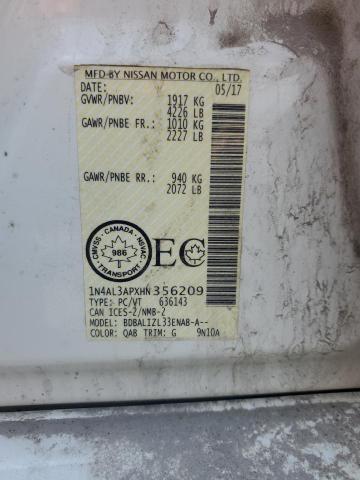 MFD BY NISSAN MOTOR CO., LTD.
05/17
GVWR/PNBV: 1917 KG
4226 LB
GAWR/PNBE FR.: 1010 KG
2227 LB
GAWR/PNBE RR.: 940 KG
2072 LB
CMVSS · CANADA · NSVAC
986
TRANSPORT
EC
1N4AL3APXHN356209
TYPE: PC/VT 636143
CAN ICES-2/NMB-2
MODEL: BDBALIZL33ENAB-A--
COLOR: QAB TRIM: G 9N10A